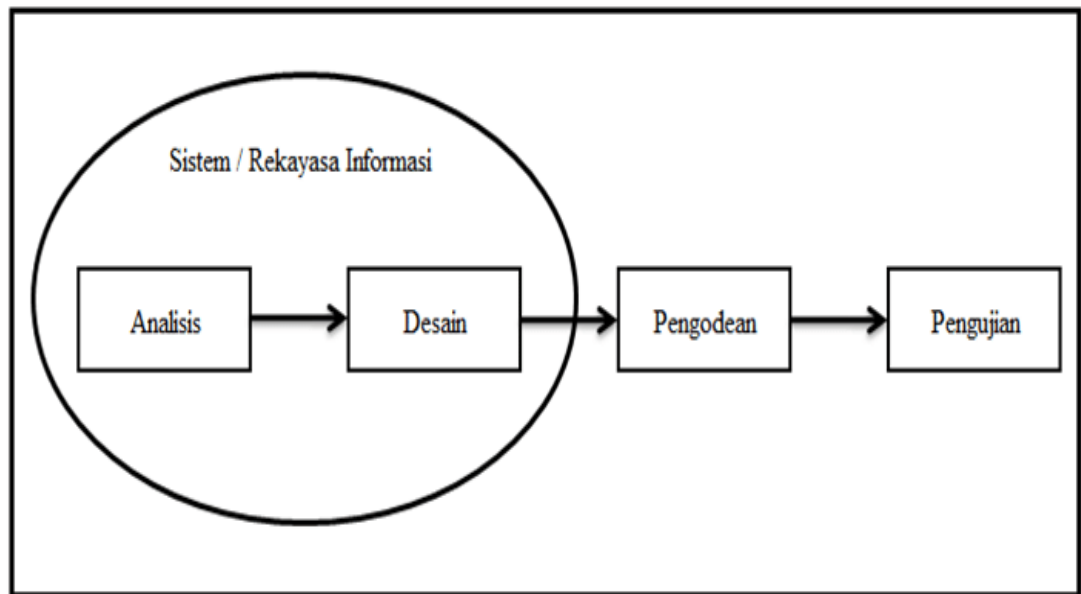 Sistem / Rekayasa Informasi
Analisis
Desain
Pengodean
Pengujian